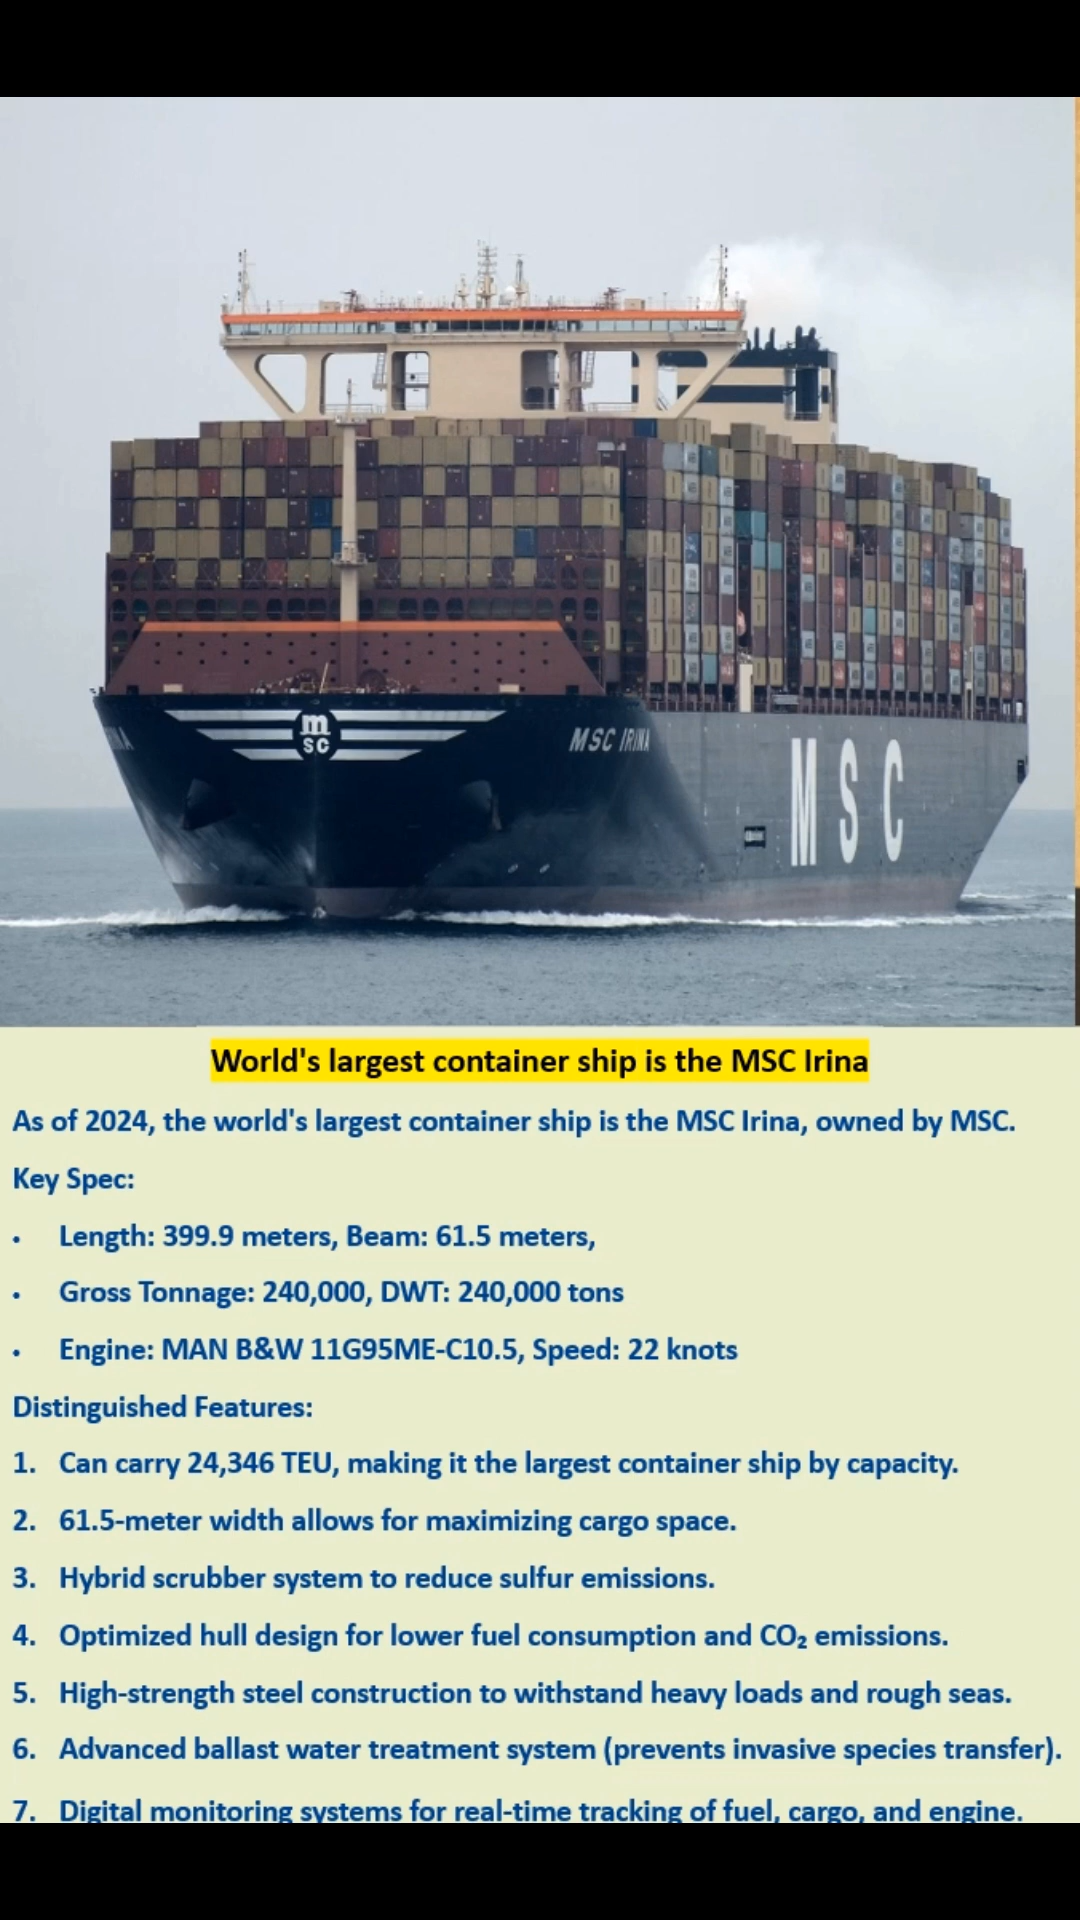 m
SC
MSC IRINA
MSC
World's largest container ship is the MSC Irina
As of 2024, the world's largest container ship is the MSC Irina, owned by MSC.
Key Spec:
• Length: 399.9 meters, Beam: 61.5 meters,
• Gross Tonnage: 240,000, DWT: 240,000 tons
• Engine: MAN B&W 11G95ME-C10.5, Speed: 22 knots
Distinguished Features:
1. Can carry 24,346 TEU, making it the largest container ship by capacity.
2. 61.5-meter width allows for maximizing cargo space.
3. Hybrid scrubber system to reduce sulfur emissions.
4. Optimized hull design for lower fuel consumption and CO₂ emissions.
5. High-strength steel construction to withstand heavy loads and rough seas.
6. Advanced ballast water treatment system (prevents invasive species transfer).
7. Digital monitoring systems for real-time tracking of fuel, cargo, and engine.